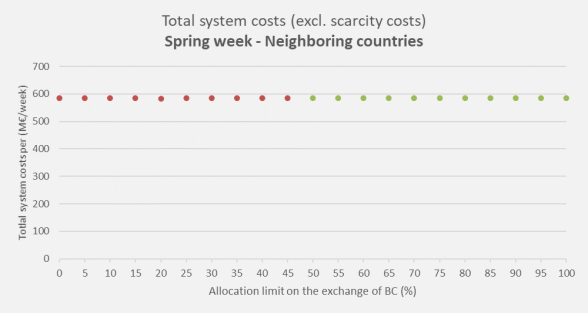 Total system costs (excl. scarcity costs)
Spring week - Neighboring countries
Totlal system costs per (M€/week)
700
600
500
400
300
200
100
0
0 5 10 15 20 25 30 35 40 45 50 55 60 65 70 75 80 85 90 95 100
Allocation limit on the exchange of BC (%)